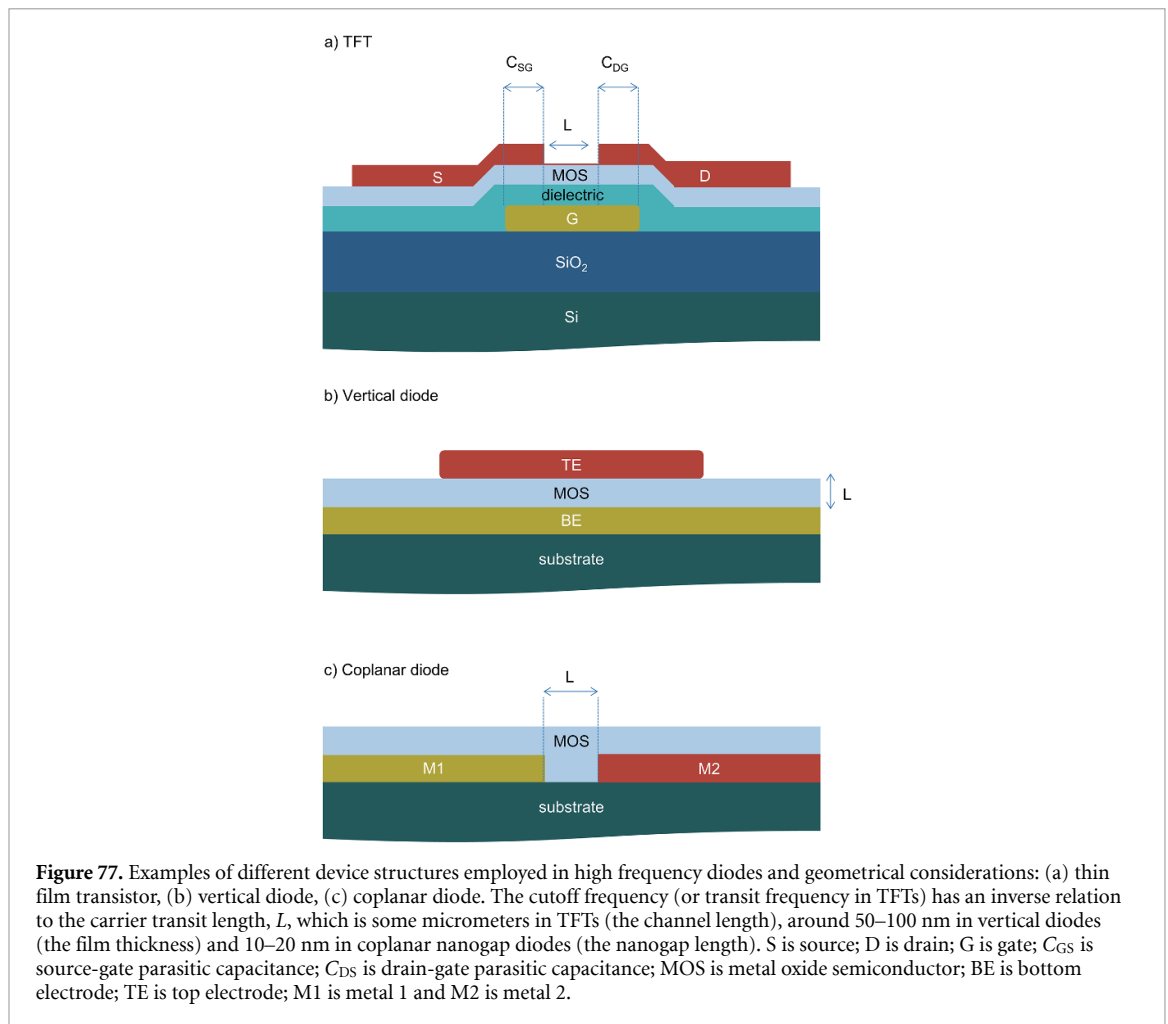 a) TFT
C_SG C_DG
L
S MOS D
dielectric
G
SiO₂
Si
b) Vertical diode
TE
MOS L
BE
substrate
c) Coplanar diode
L
MOS
M1 M2
substrate
Figure 77. Examples of different device structures employed in high frequency diodes and geometrical considerations: (a) thin
film transistor, (b) vertical diode, (c) coplanar diode. The cutoff frequency (or transit frequency in TFTs) has an inverse relation
to the carrier transit length, L, which is some micrometers in TFTs (the channel length), around 50–100 nm in vertical diodes
(the film thickness) and 10–20 nm in coplanar nanogap diodes (the nanogap length). S is source; D is drain; G is gate; C_GS is
source-gate parasitic capacitance; C_DS is drain-gate parasitic capacitance; MOS is metal oxide semiconductor; BE is bottom
electrode; TE is top electrode; M1 is metal 1 and M2 is metal 2.